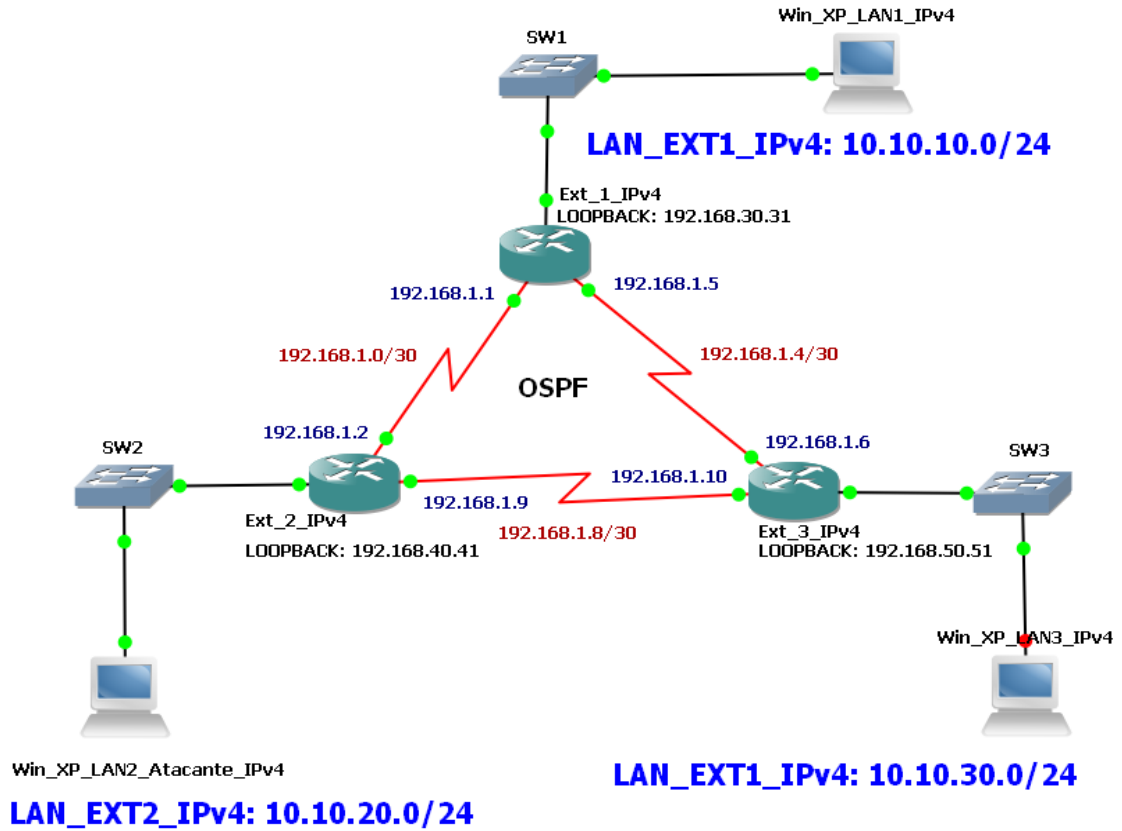 Win_XP_LAN1_IPv4
SW1
LAN_EXT1_IPv4: 10.10.10.0/24
Ext_1_IPv4
LOOPBACK: 192.168.30.31
192.168.1.1
192.168.1.5
192.168.1.0/30
192.168.1.4/30
OSPF
192.168.1.2
192.168.1.6
SW2
SW3
192.168.1.10
192.168.1.9
Ext_2_IPv4
192.168.1.8/30
Ext_3_IPv4
LOOPBACK: 192.168.40.41
LOOPBACK: 192.168.50.51
Win_XP_LAN3_IPv4
Win_XP_LAN2_Atacante_IPv4
LAN_EXT1_IPv4: 10.10.30.0/24
LAN_EXT2_IPv4: 10.10.20.0/24